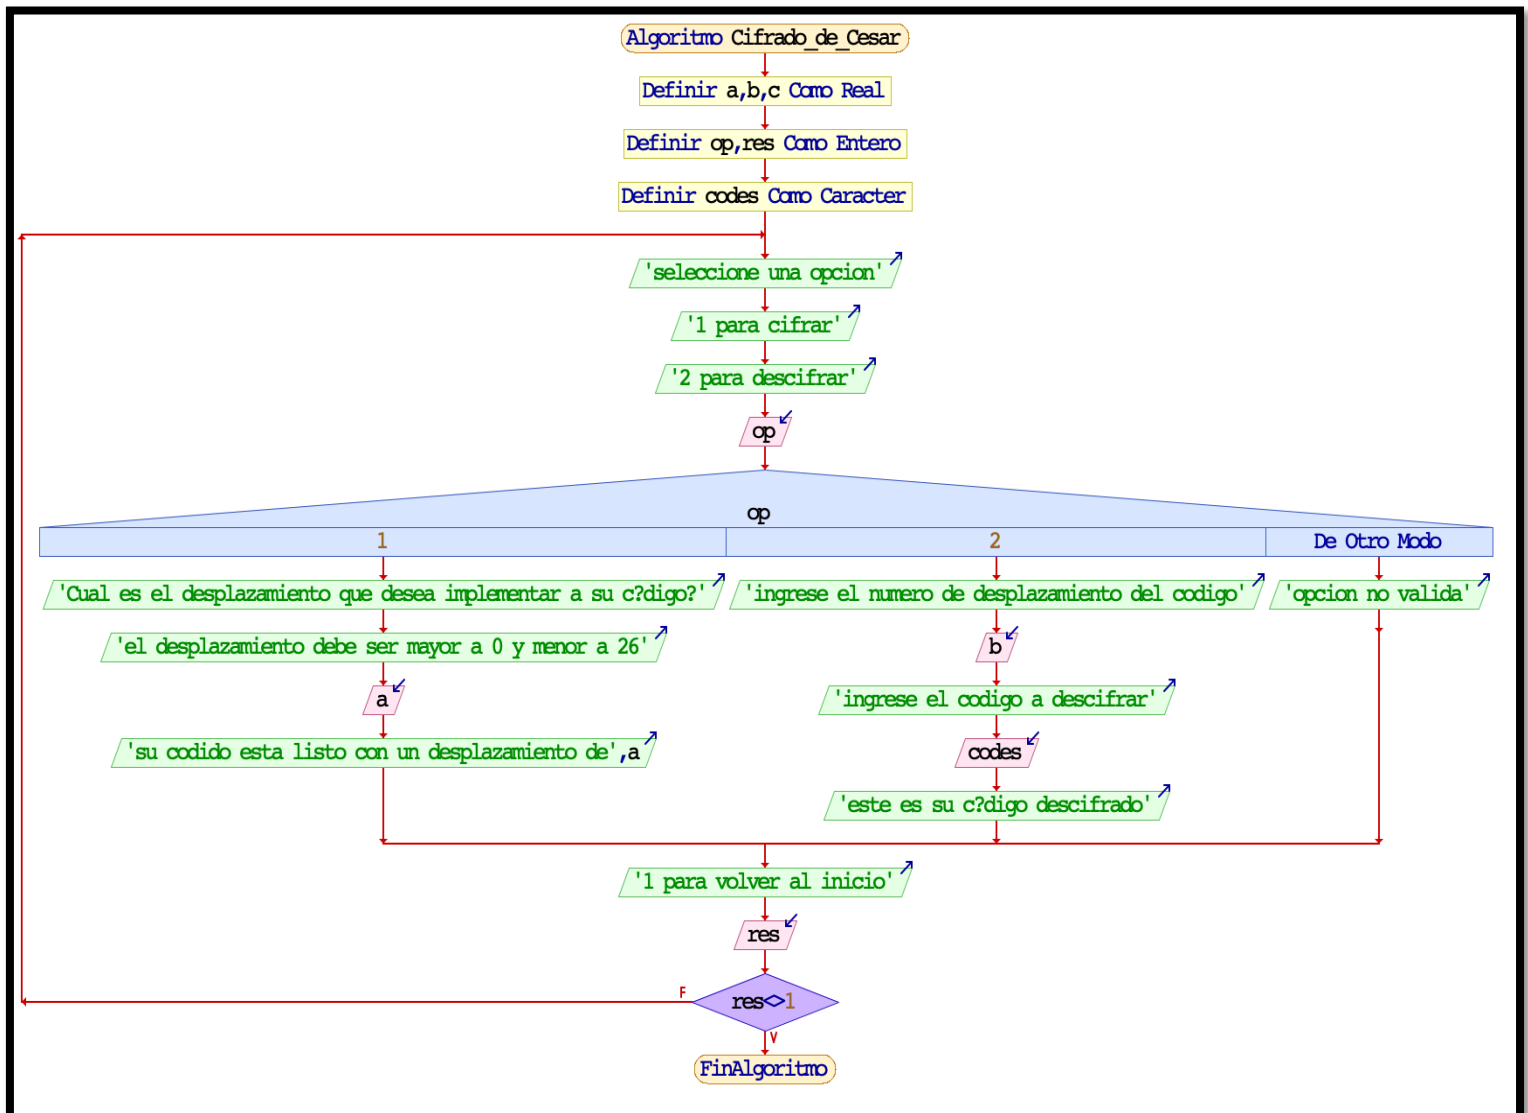 Algoritmo Cifrado_de_Cesar
Definir a,b,c Como Real
Definir op,res Como Entero
Definir codes Como Caracter
'seleccione una opcion'
'1 para cifrar'
'2 para descifrar'
op
op
1
2
De Otro Modo
'Cual es el desplazamiento que desea implementar a su c?digo?'
'ingrese el numero de desplazamiento del codigo'
'opcion no valida'
'el desplazamiento debe ser mayor a 0 y menor a 26'
b
a
'ingrese el codigo a descifrar'
'su codido esta listo con un desplazamiento de',a
codes
'este es su c?digo descifrado'
'1 para volver al inicio'
res
F
res<>1
V
FinAlgoritmo